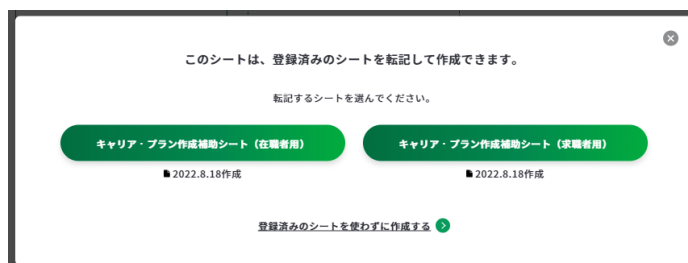 このシートは、登録済みのシートを転記して作成できます。
転記するシートを選んでください。
キャリア・プラン作成補助シート（在職者用）
キャリア・プラン作成補助シート（求職者用）
2022.8.18作成
2022.8.18作成
登録済みのシートを使わずに作成する